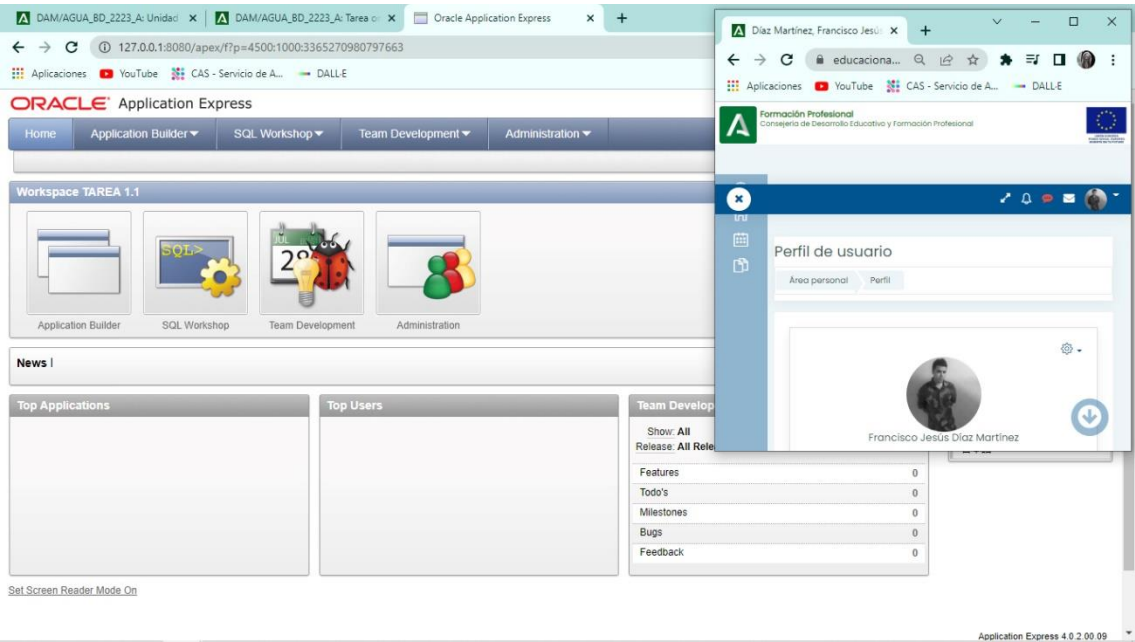 DAM/AGUA_BD_2223_A: Unidad
DAM/AGUA_BD_2223_A: Tarea o
Oracle Application Express
127.0.0.1:8080/apex/f?p=4500:1000:3365270980797663
Aplicaciones YouTube CAS - Servicio de A... DALL·E
ORACLE Application Express
Home Application Builder SQL Workshop Team Development Administration
Workspace TAREA 1.1
SQL>
JUL
28
Application Builder SQL Workshop Team Development Administration
News
Top Applications
Top Users
Team Develop
Show: All
Release: All Rele
Features 0
Todo's 0
Milestones 0
Bugs 0
Feedback 0
Set Screen Reader Mode On
Application Express 4.0.2.00.09
Díaz Martínez, Francisco Jesús
educaciona...
Aplicaciones YouTube CAS - Servicio de A... DALL·E
Formación Profesional
Consejería de Desarrollo Educativo y Formación Profesional
Perfil de usuario
Área personal Perfil
Francisco Jesús Díaz Martínez